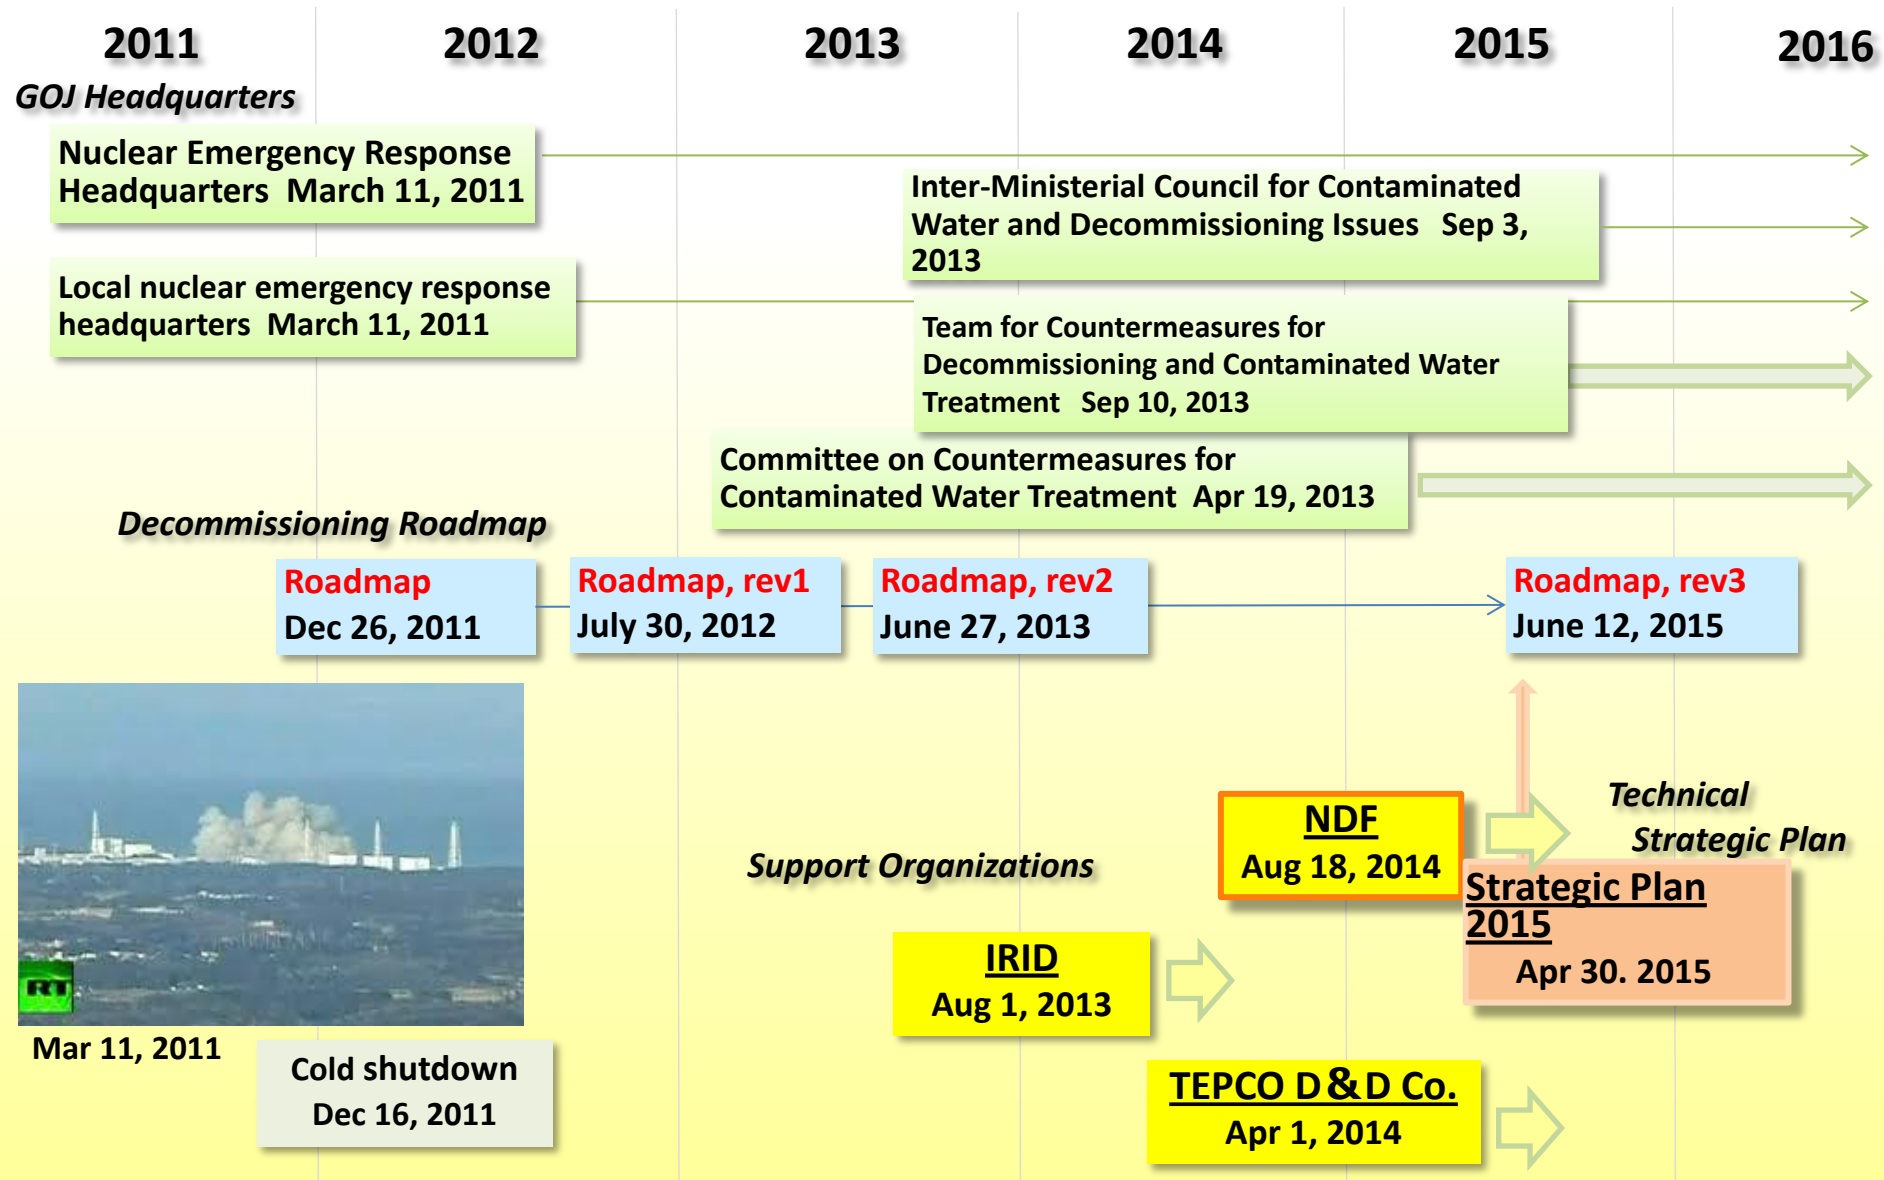 2011 2012 2013 2014 2015 2016
GOJ Headquarters
Nuclear Emergency Response
Headquarters March 11, 2011
Inter-Ministerial Council for Contaminated
Water and Decommissioning Issues Sep 3,
2013
Local nuclear emergency response
headquarters March 11, 2011
Team for Countermeasures for
Decommissioning and Contaminated Water
Treatment Sep 10, 2013
Committee on Countermeasures for
Contaminated Water Treatment Apr 19, 2013
Decommissioning Roadmap
Roadmap
Dec 26, 2011
Roadmap, rev1
July 30, 2012
Roadmap, rev2
June 27, 2013
Roadmap, rev3
June 12, 2015
RT
Mar 11, 2011
Cold shutdown
Dec 16, 2011
Support Organizations
NDF
Aug 18, 2014
Technical
Strategic Plan
Strategic Plan
2015
Apr 30. 2015
IRID
Aug 1, 2013
TEPCO D&D Co.
Apr 1, 2014